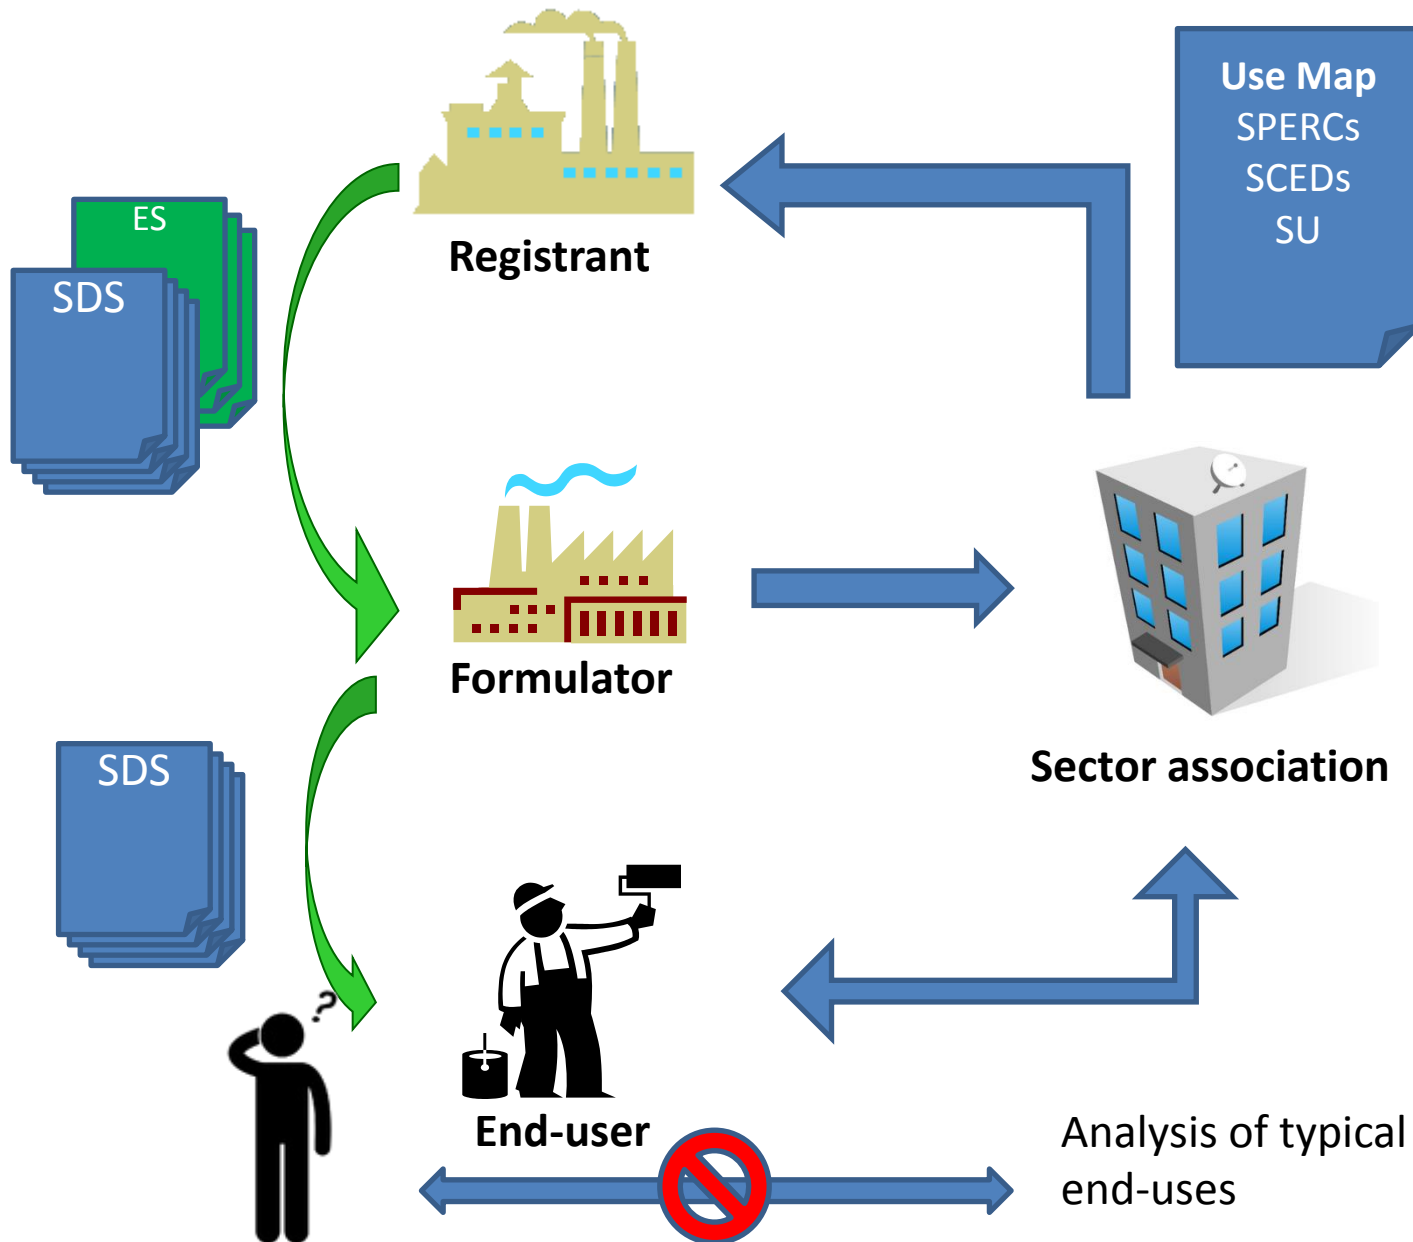 Use Map
SPERCs
SCEDs
SU
ES
SDS
Registrant
Formulator
Sector association
SDS
?
End-user
Analysis of typical
end-uses